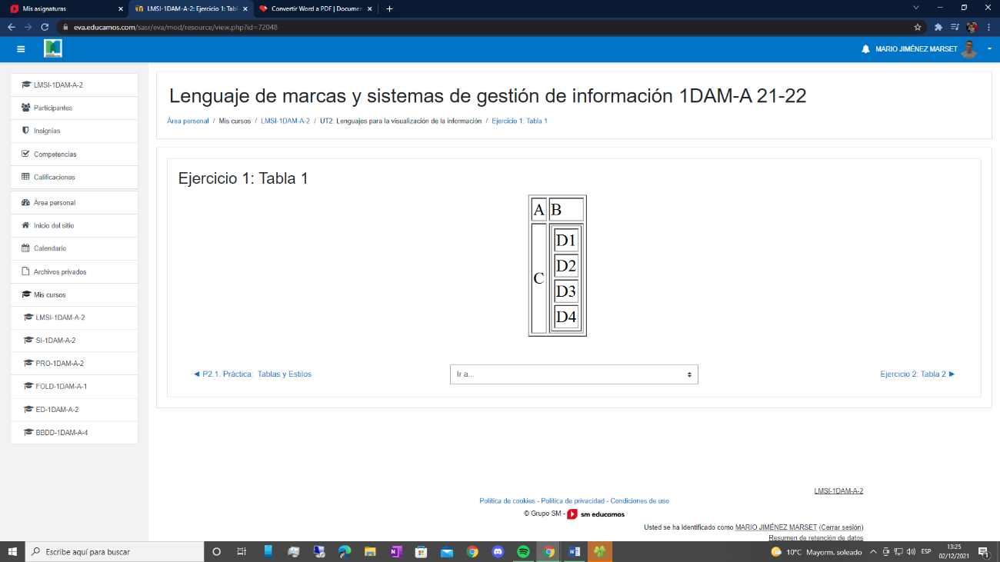 Mis asignaturas
LMSI-1DAM-A-2: Ejercicio 1: Tabl
Convertir Word a PDF | Documen
eva.educamos.com/sasr/eva/mod/resource/view.php?id=72048
MARIO JIMÉNEZ MARSET
LMSI-1DAM-A-2
Participantes
Insignias
Competencias
Calificaciones
Área personal
Inicio del sitio
Calendario
Archivos privados
Mis cursos
LMSI-1DAM-A-2
SI-1DAM-A-2
PRO-1DAM-A-2
FOLD-1DAM-A-1
ED-1DAM-A-2
BBDD-1DAM-A-4
Lenguaje de marcas y sistemas de gestión de información 1DAM-A 21-22
Área personal / Mis cursos / LMSI-1DAM-A-2 / UT2: Lenguajes para la visualización de la información / Ejercicio 1: Tabla 1
Ejercicio 1: Tabla 1
A B
C
D1
D2
D3
D4
◄ P2.1. Práctica: Tablas y Estilos
Ir a...
Ejercicio 2: Tabla 2 ►
LMSI-1DAM-A-2
Política de cookies - Política de privacidad - Condiciones de uso
© Grupo SM - sm educamos
Usted se ha identificado como MARIO JIMÉNEZ MARSET (Cerrar sesión)
Resumen de retención de datos
Escribe aquí para buscar
10°C Mayorm. soleado
ESP
13:25
02/12/2021
1